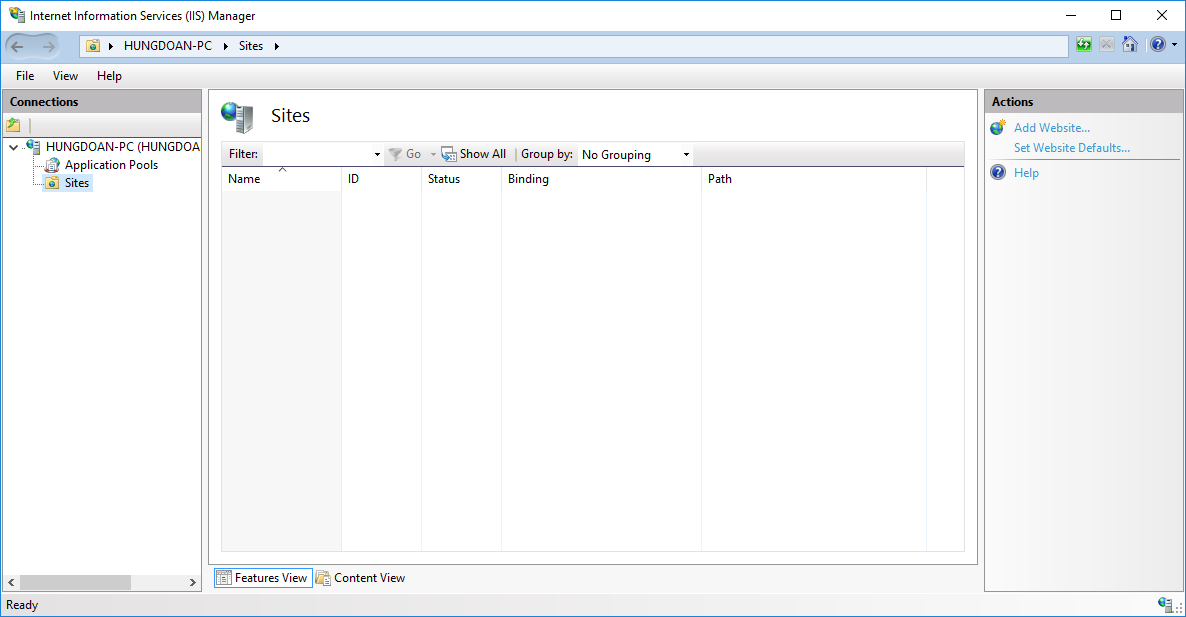 Internet Information Services (IIS) Manager
HUNGDOAN-PC Sites
File View Help
Connections
HUNGDOAN-PC (HUNGDOA
Application Pools
Sites
Sites
Filter: Go Show All Group by: No Grouping
Name ID Status Binding Path
Features View Content View
Actions
Add Website...
Set Website Defaults...
Help
Ready